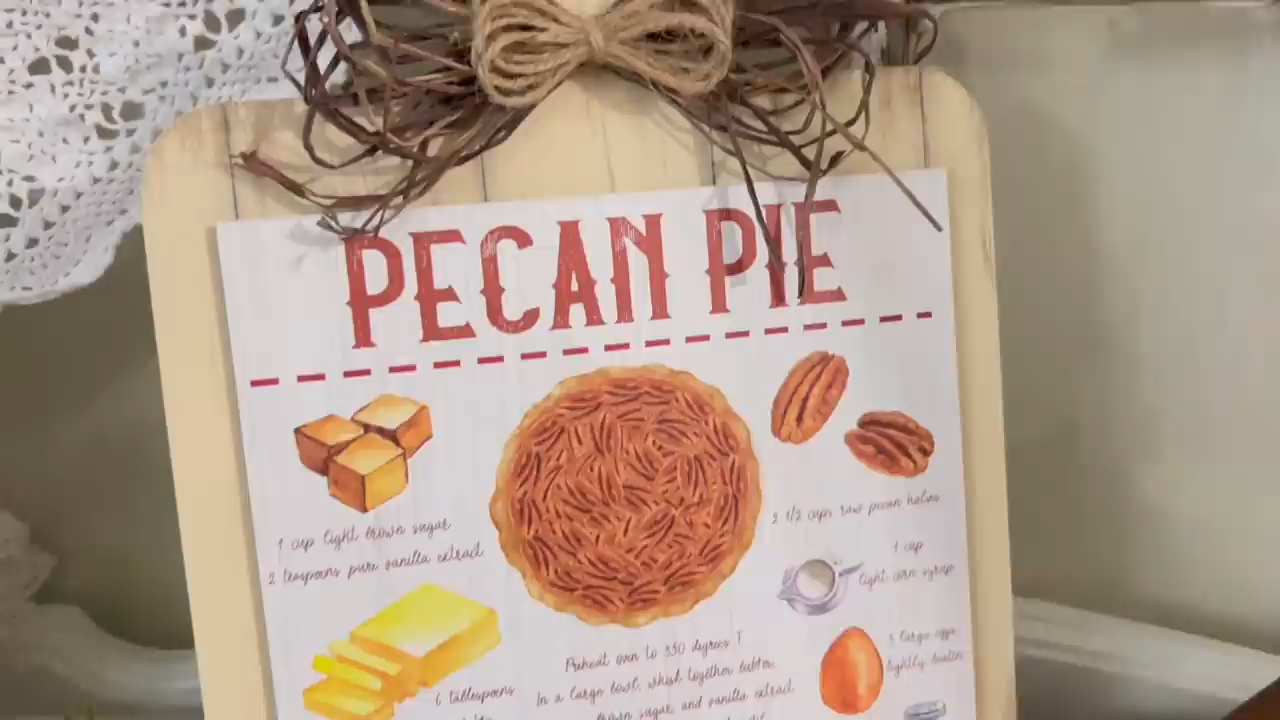 PECAN PIE
1 cup light brown sugar
2 teaspoons pure vanilla extract
2 1/2 cups raw pecan halves
1 cup
light corn syrup
3 large eggs
lightly beaten
6 tablespoons
Preheat oven to 350 degrees F
In a large bowl, whisk together butter,
brown sugar, and vanilla extract.